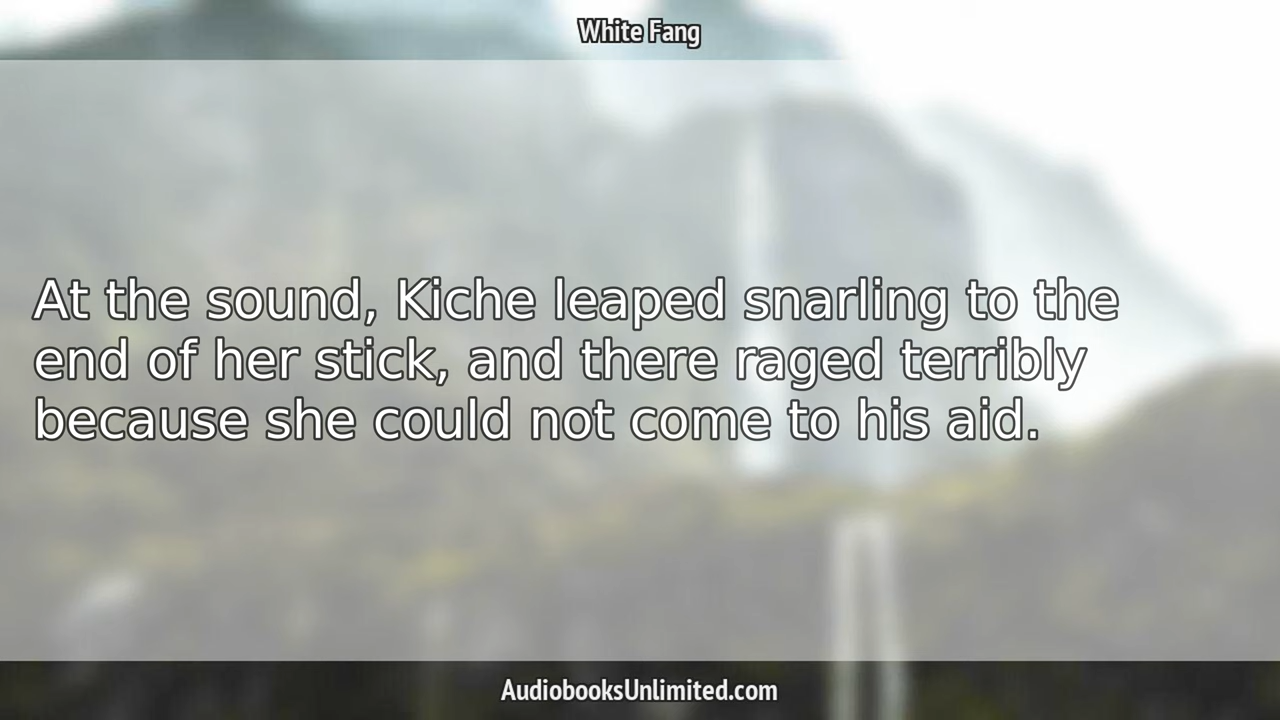 White Fang
At the sound, Kiche leaped snarling to the
end of her stick, and there raged terribly
because she could not come to his aid.
AudiobooksUnlimited.com